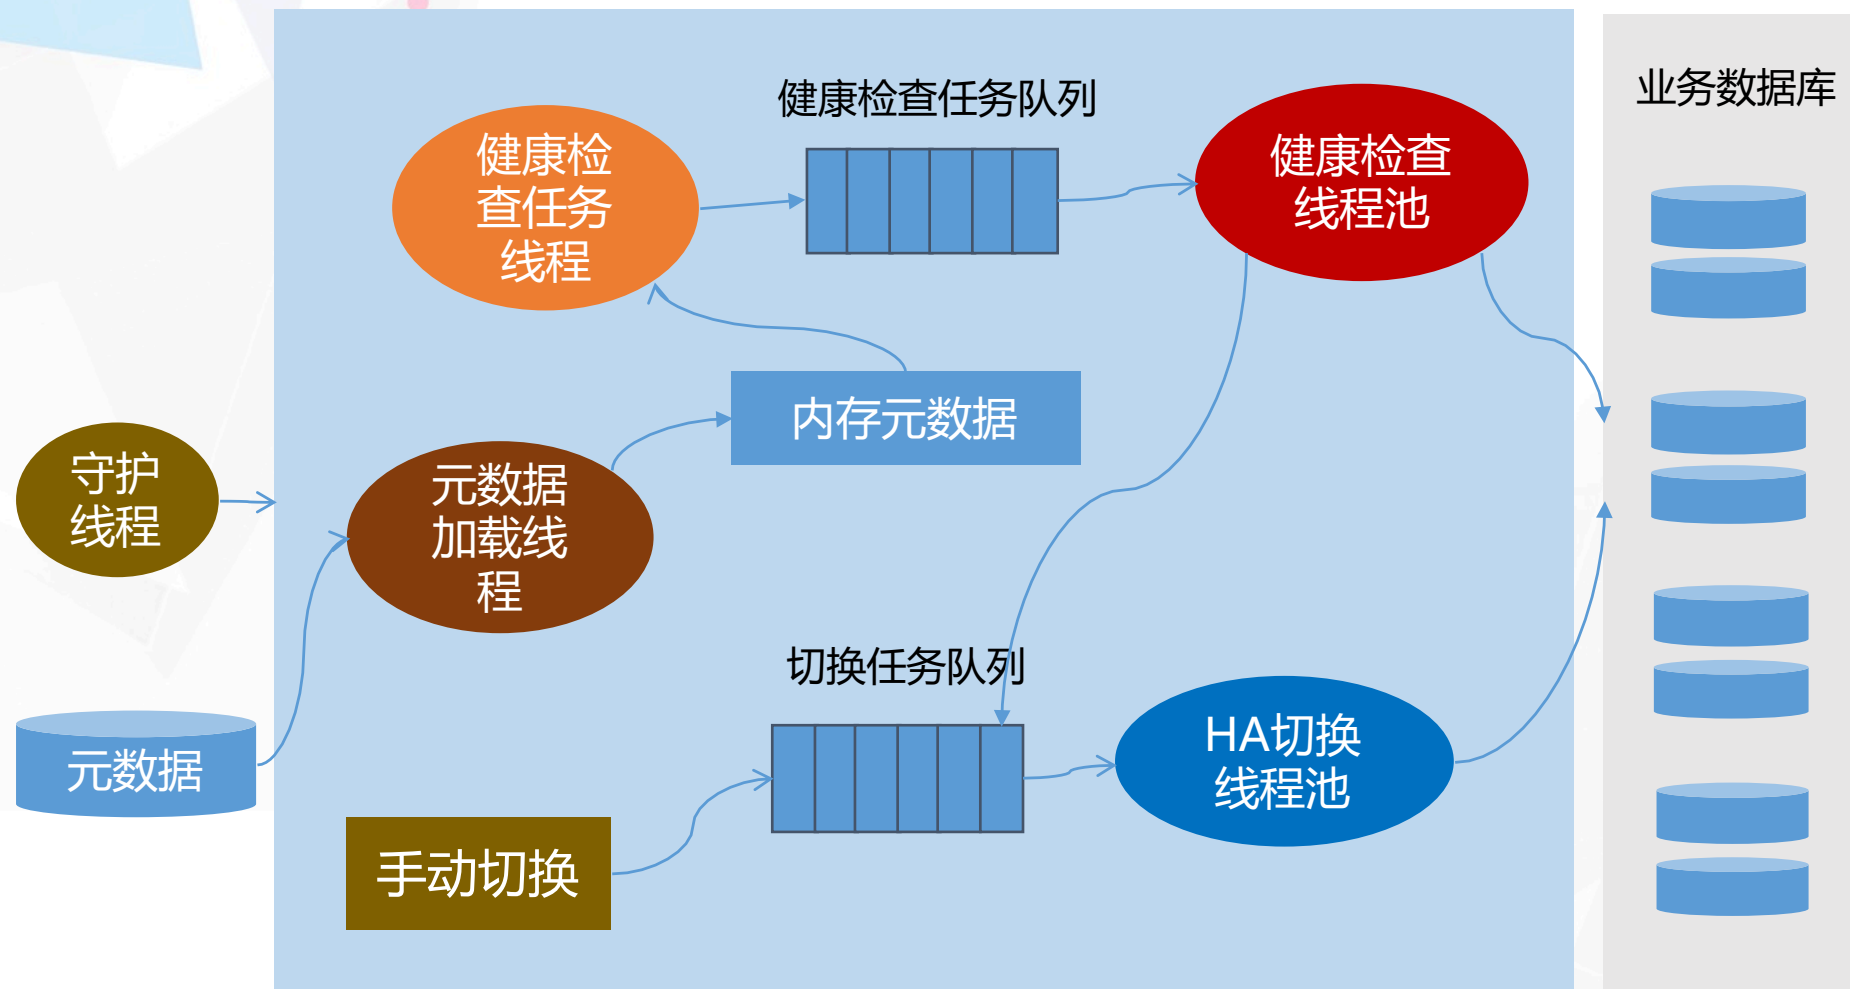 健康检查任务队列
业务数据库
健康检
查任务
线程
健康检查
线程池
内存元数据
守护
线程
元数据
加载线
程
切换任务队列
HA切换
线程池
元数据
手动切换